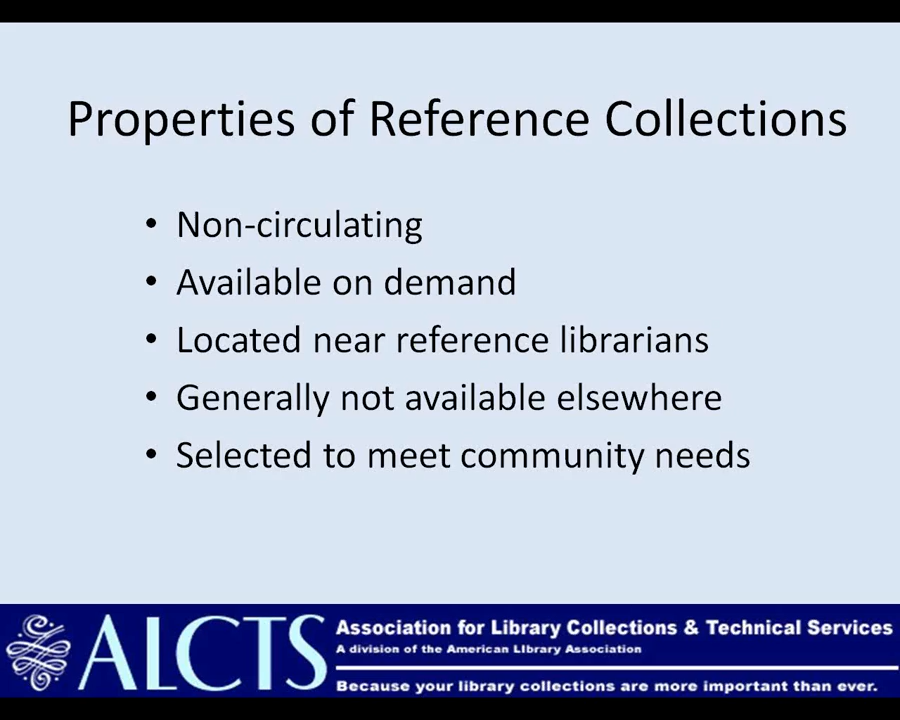 Properties of Reference Collections
• Non-circulating
• Available on demand
• Located near reference librarians
• Generally not available elsewhere
• Selected to meet community needs
ALCTS
Association for Library Collections & Technical Services
A division of the American Library Association
Because your library collections are more important than ever.